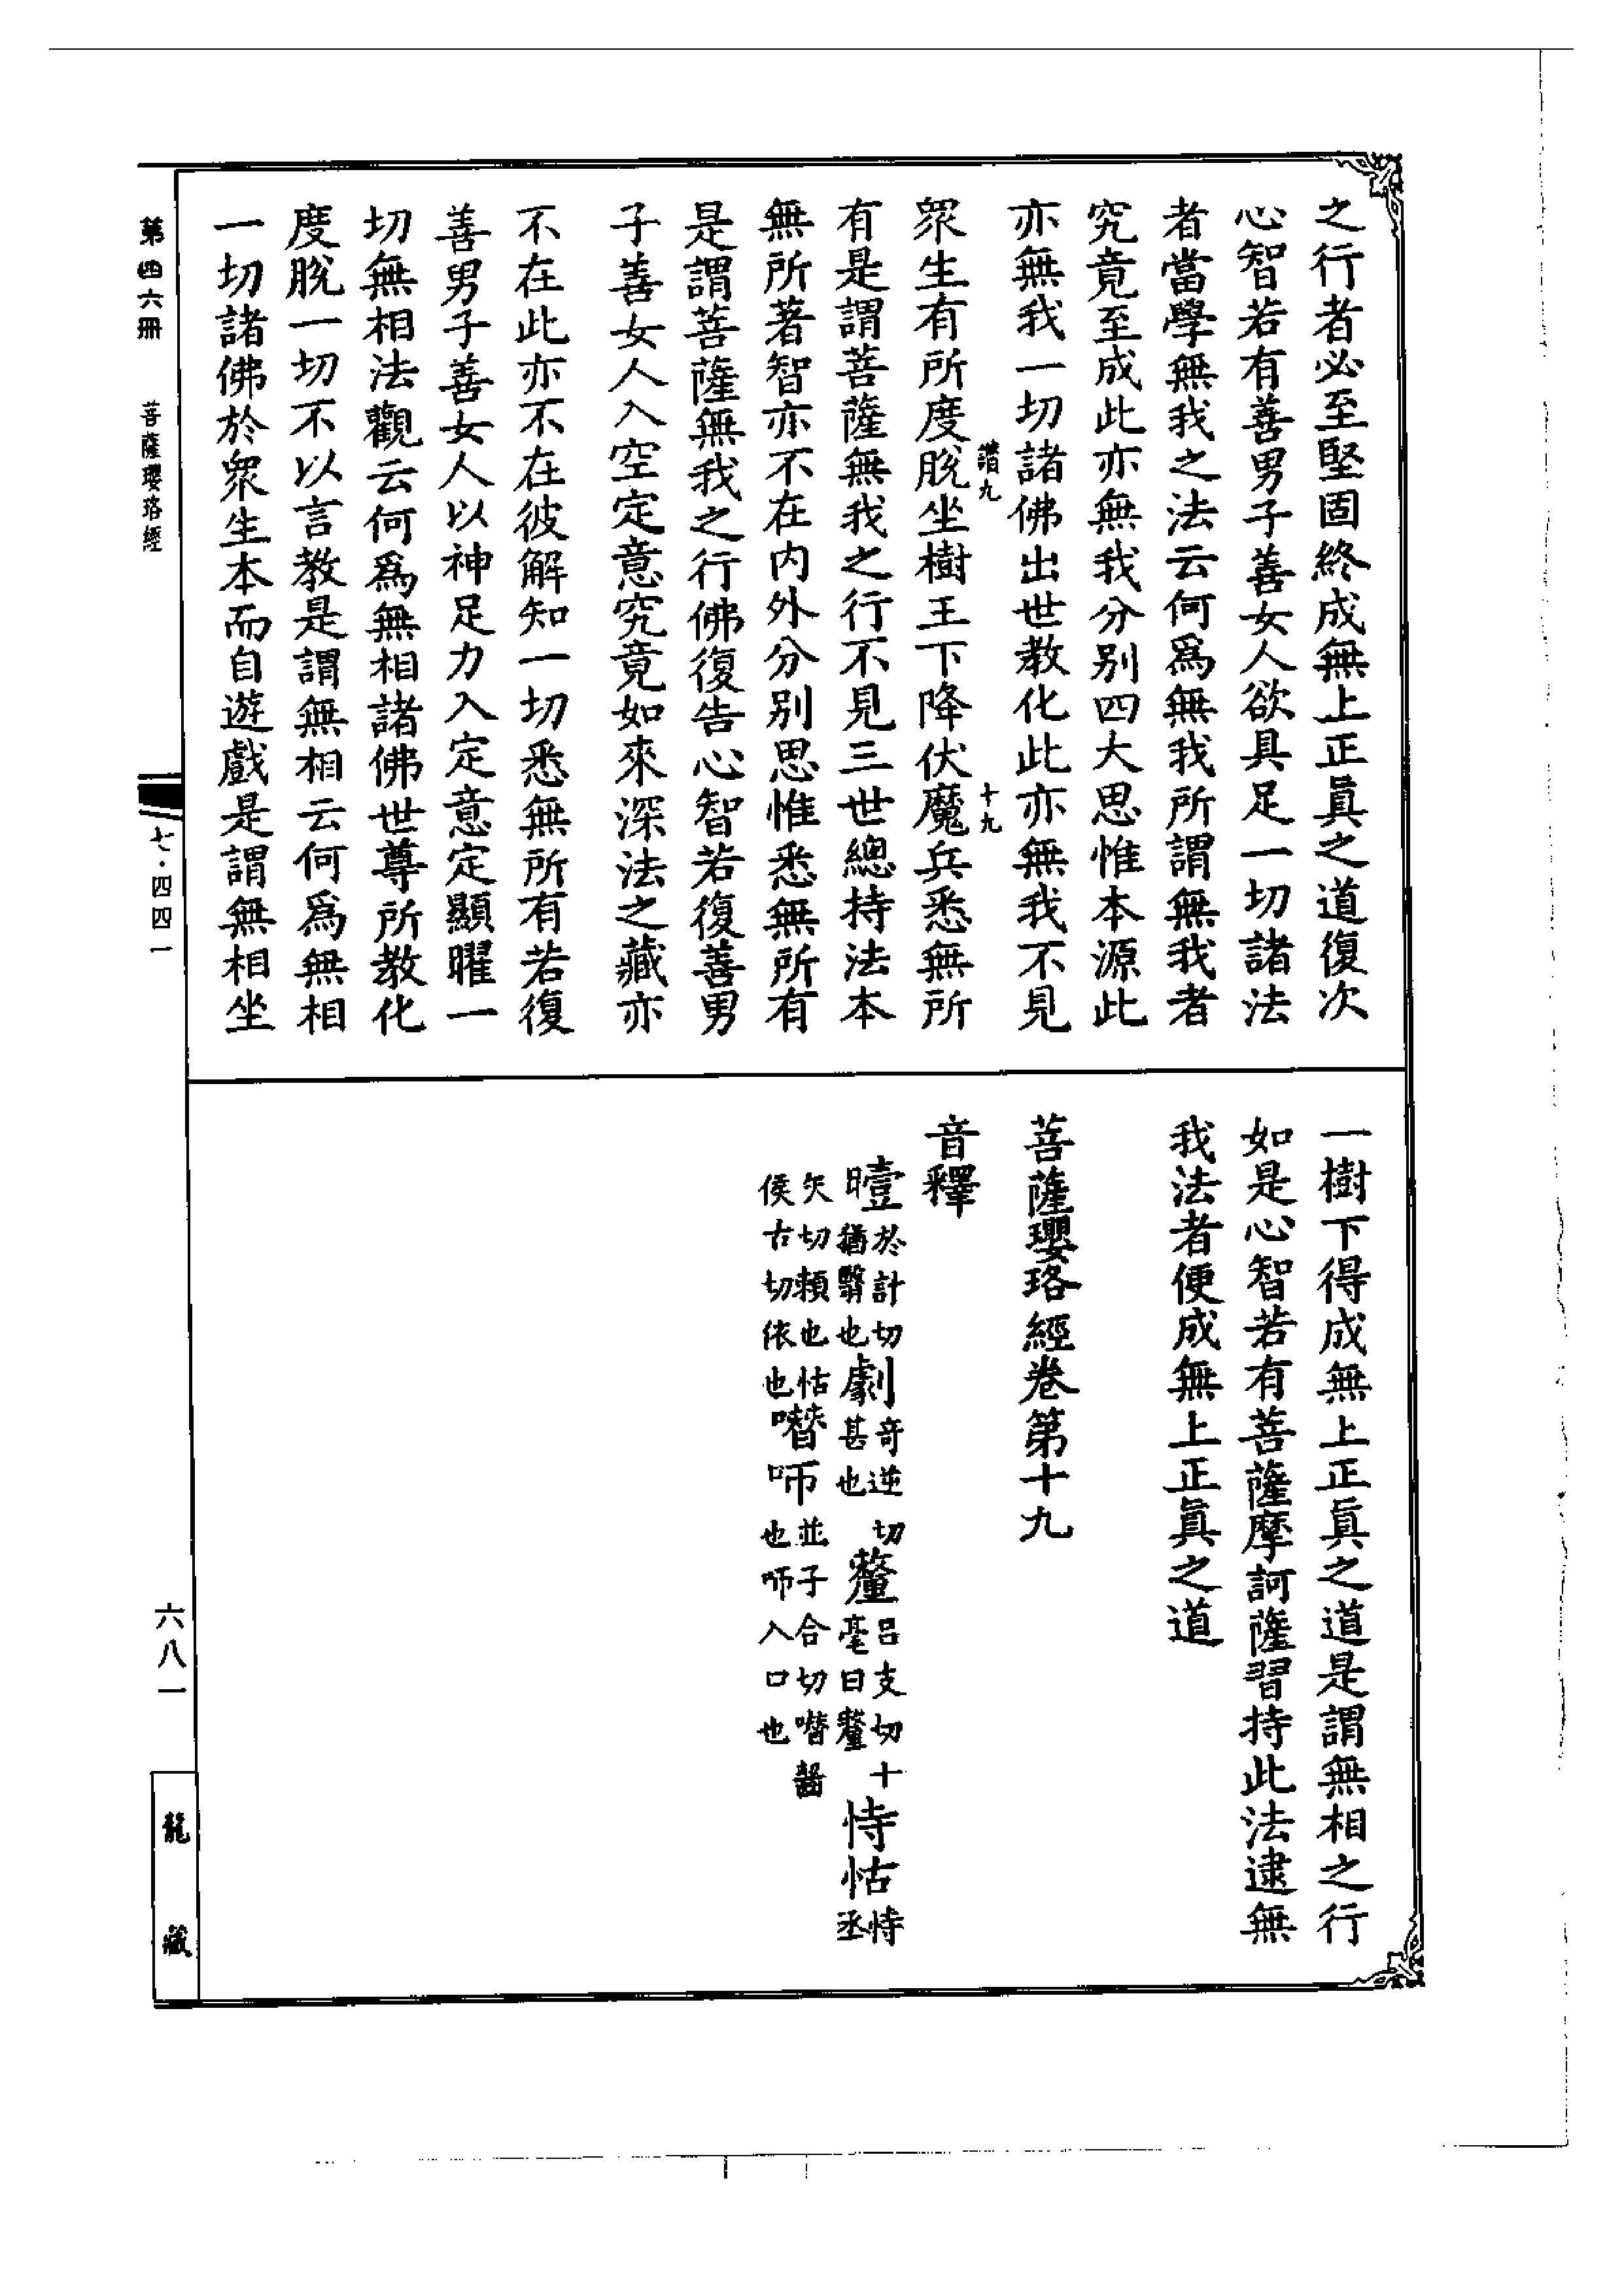 之行者必至堅固終成無上正眞之道復次
心智若有善男子善女人欲具足一切諸法
者當學無我之法云何爲無我所謂無我者
究竟至成此亦無我分别四大思惟本源此
亦無我一切諸佛出世教化此亦無我不見
讃九 十九
衆生有所度脫坐樹王下降伏魔兵悉無所
有是謂菩薩無我之行不見三世總持法本
無所著智亦不在内外分别思惟悉無所有
是謂菩薩無我之行佛復告心智若復善男
子善女人入空定意究竟如來深法之藏亦
不在此亦不在彼解知一切悉無所有若復
善男子善女人以神足力入定意定顯曜一
切無相法觀云何爲無相諸佛世尊所教化
度脫一切不以言教是謂無相云何爲無相
一切諸佛於衆生本而自遊戲是謂無相坐
一樹下得成無上正眞之道是謂無相之行
如是心智若有菩薩摩訶薩習持此法逮無
我法者便成無上正眞之道
菩薩瓔珞經卷第十九
音釋
曀於計切猶翳也劇奇逆切甚也釐吕支切十毫曰釐恃怙恃丞
矢切賴也怙侯古切依也㗱咂並子合切㗱齧也咂入口也
第四六册 菩薩瓔珞經
七·四四一
六八一
龍藏